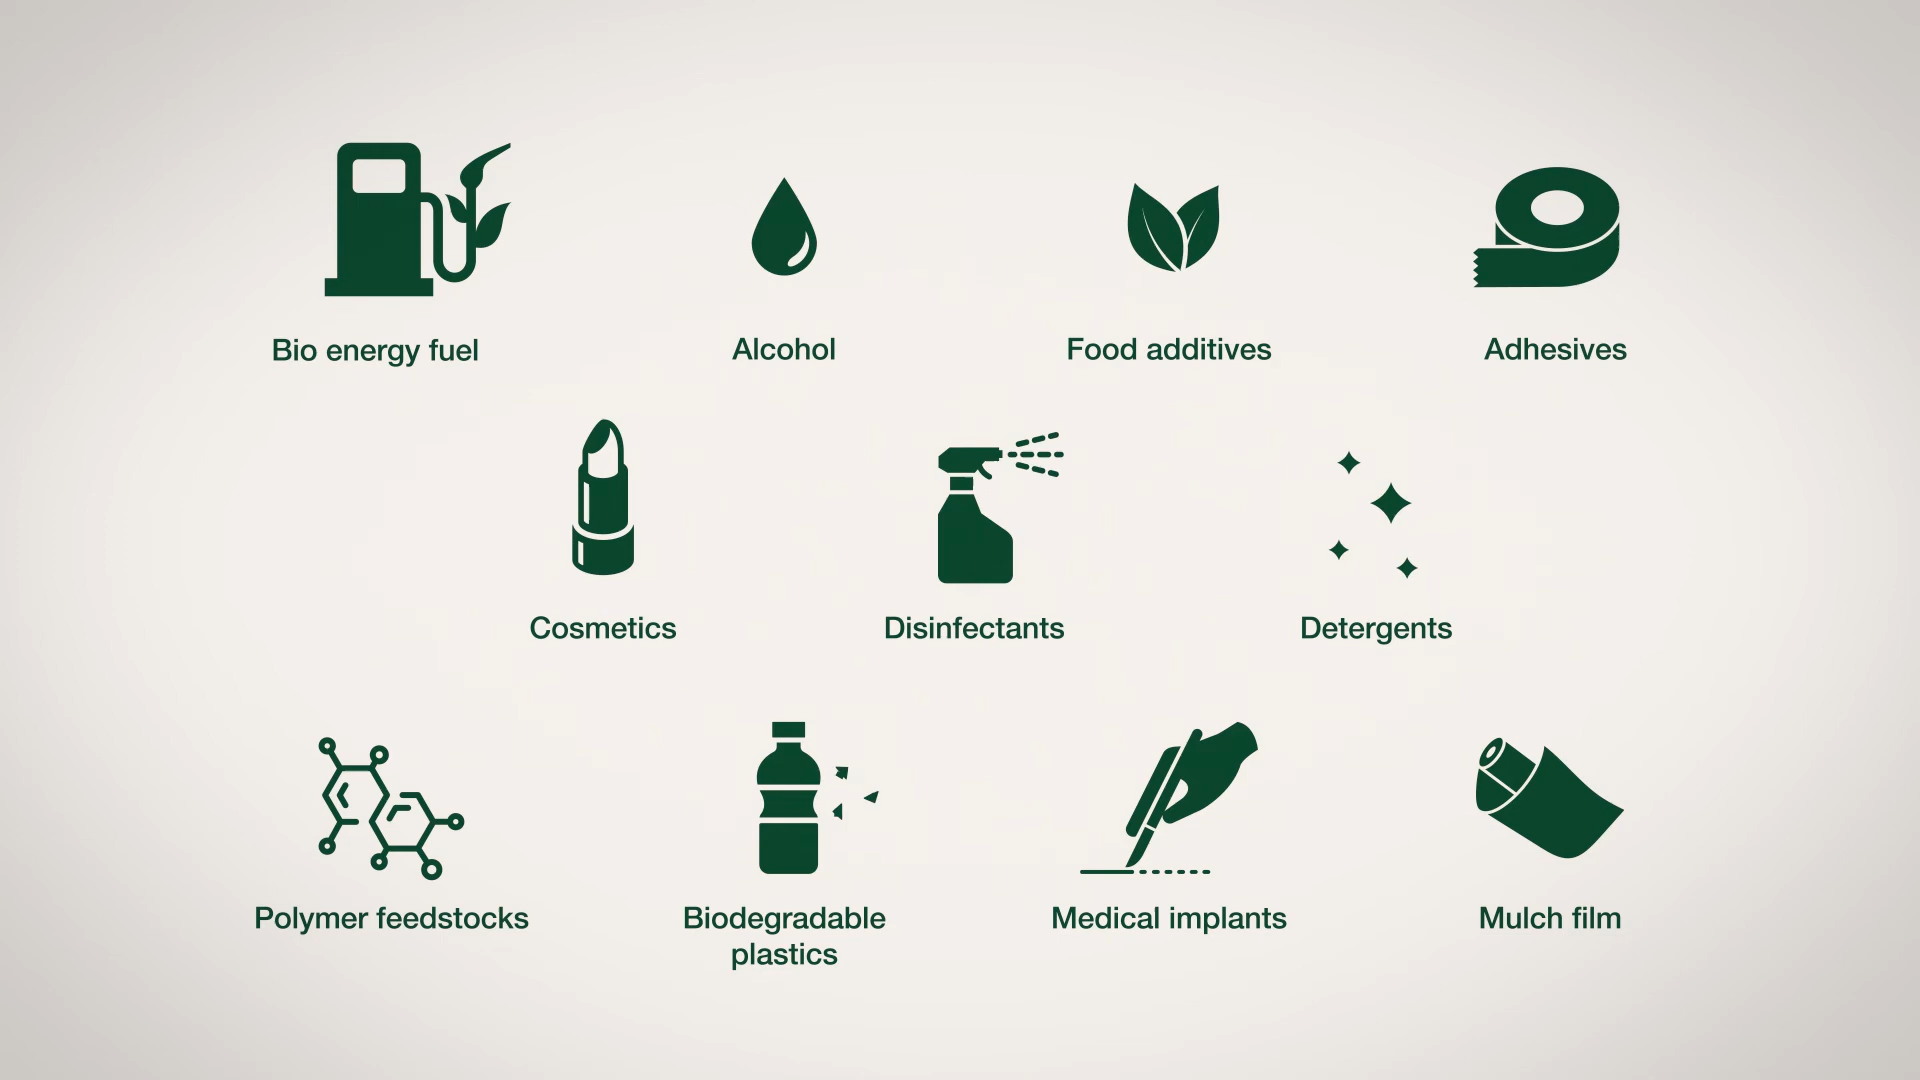 Bio energy fuel
Alcohol
Food additives
Adhesives
Cosmetics
Disinfectants
Detergents
Polymer feedstocks
Biodegradable
plastics
Medical implants
Mulch film